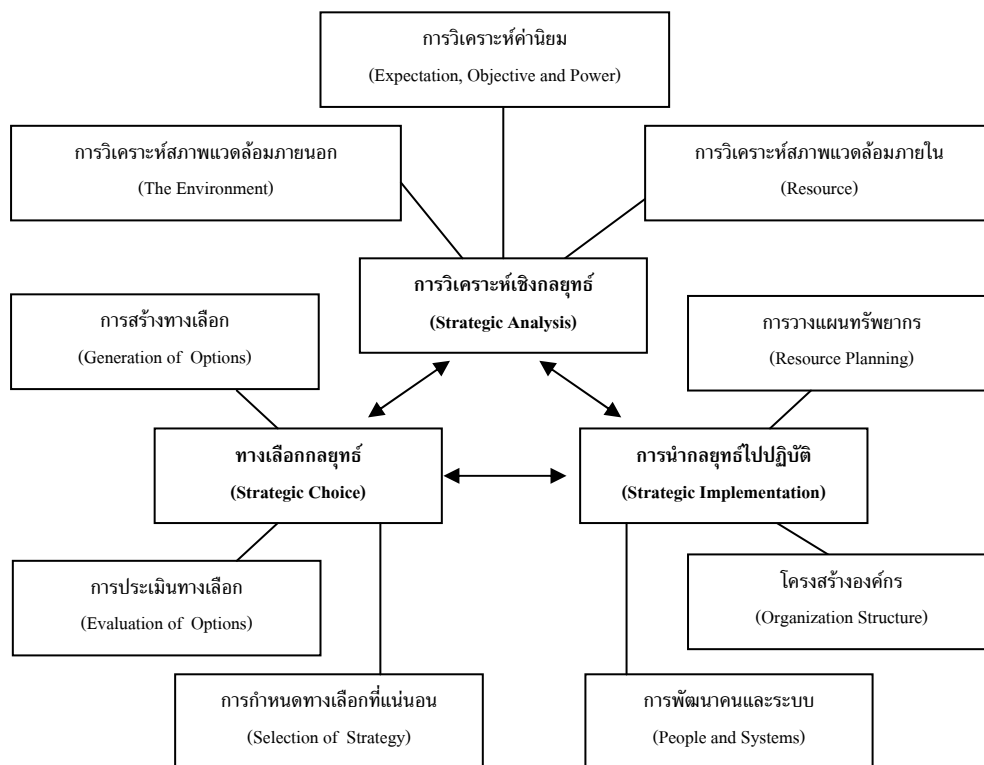 การวิเคราะห์ค่านิยม
(Expectation, Objective and Power)
การวิเคราะห์สภาพแวดล้อมภายนอก
(The Environment)
การวิเคราะห์สภาพแวดล้อมภายใน
(Resource)
การวิเคราะห์เชิงกลยุทธ์
(Strategic Analysis)
การสร้างทางเลือก
(Generation of Options)
การวางแผนทรัพยากร
(Resource Planning)
ทางเลือกกลยุทธ์
(Strategic Choice)
การนำกลยุทธ์ไปปฏิบัติ
(Strategic Implementation)
การประเมินทางเลือก
(Evaluation of Options)
โครงสร้างองค์กร
(Organization Structure)
การกำหนดทางเลือกที่แน่นอน
(Selection of Strategy)
การพัฒนาคนและระบบ
(People and Systems)